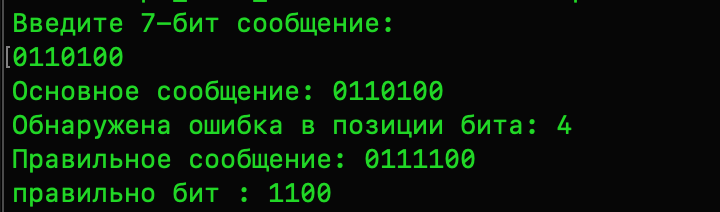 Введите 7-бит сообщение:
0110100
Основное сообщение: 0110100
Обнаружена ошибка в позиции бита: 4
Правильное сообщение: 0111100
правильно бит : 1100